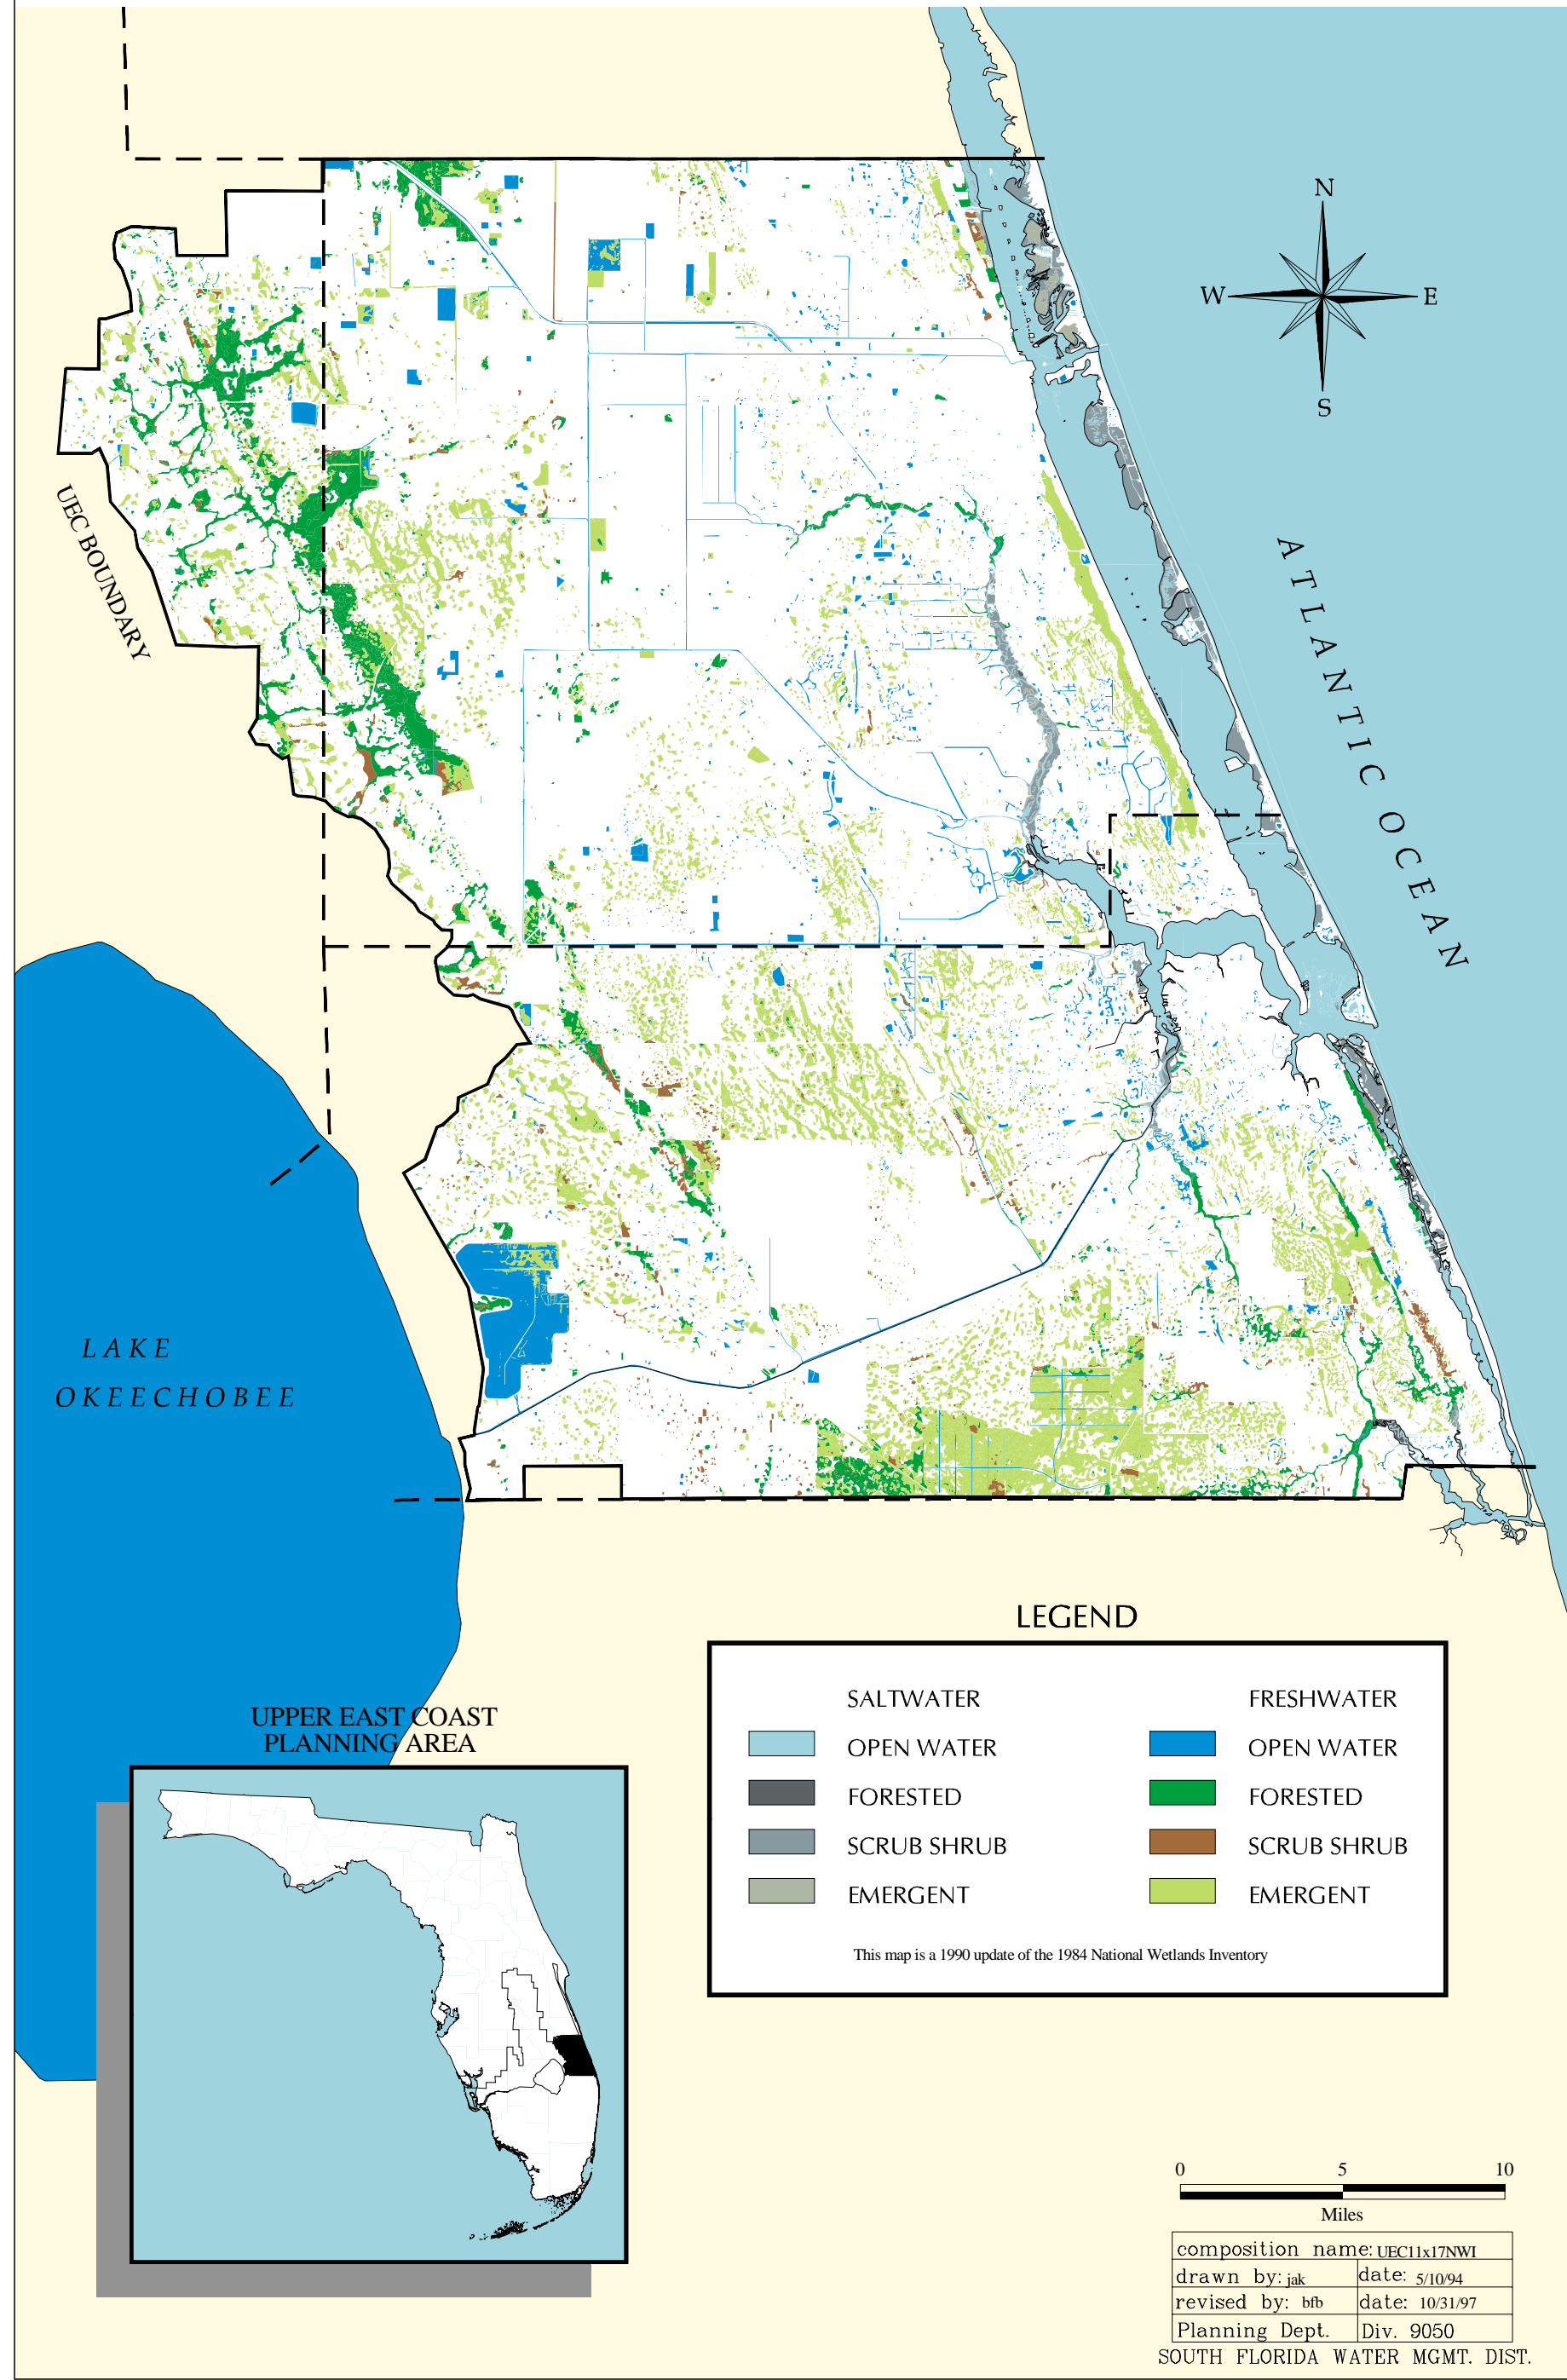 N
W E
S
UEC BOUNDARY
ATLANTIC OCEAN
LAKE
OKEECHOBEE
LEGEND
SALTWATER FRESHWATER
OPEN WATER OPEN WATER
FORESTED FORESTED
SCRUB SHRUB SCRUB SHRUB
EMERGENT EMERGENT
This map is a 1990 update of the 1984 National Wetlands Inventory
UPPER EAST COAST
PLANNING AREA
0 5 10
Miles
composition name: UEC11x17NWI
drawn by: jak date: 5/10/94
revised by: bfb date: 10/31/97
Planning Dept. Div. 9050
SOUTH FLORIDA WATER MGMT. DIST.